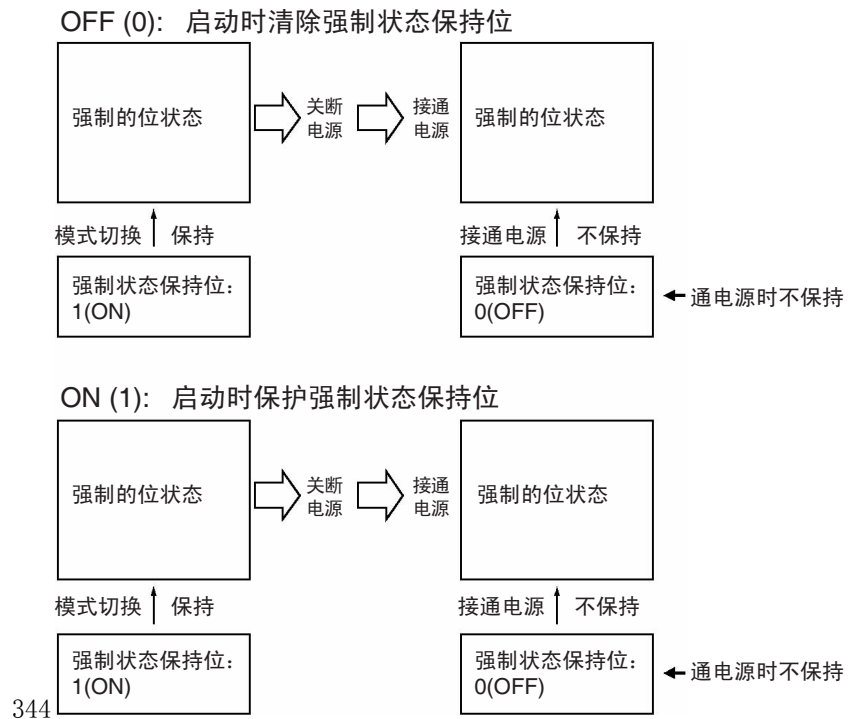 OFF (0): 启动时清除强制状态保持位
强制的位状态
关断
电源
接通
电源
强制的位状态
模式切换 保持
接通电源 不保持
强制状态保持位：
1(ON)
强制状态保持位：
0(OFF)
通电源时不保持
ON (1): 启动时保护强制状态保持位
强制的位状态
关断
电源
接通
电源
强制的位状态
模式切换 保持
接通电源 不保持
强制状态保持位：
1(ON)
强制状态保持位：
0(OFF)
通电源时不保持
344